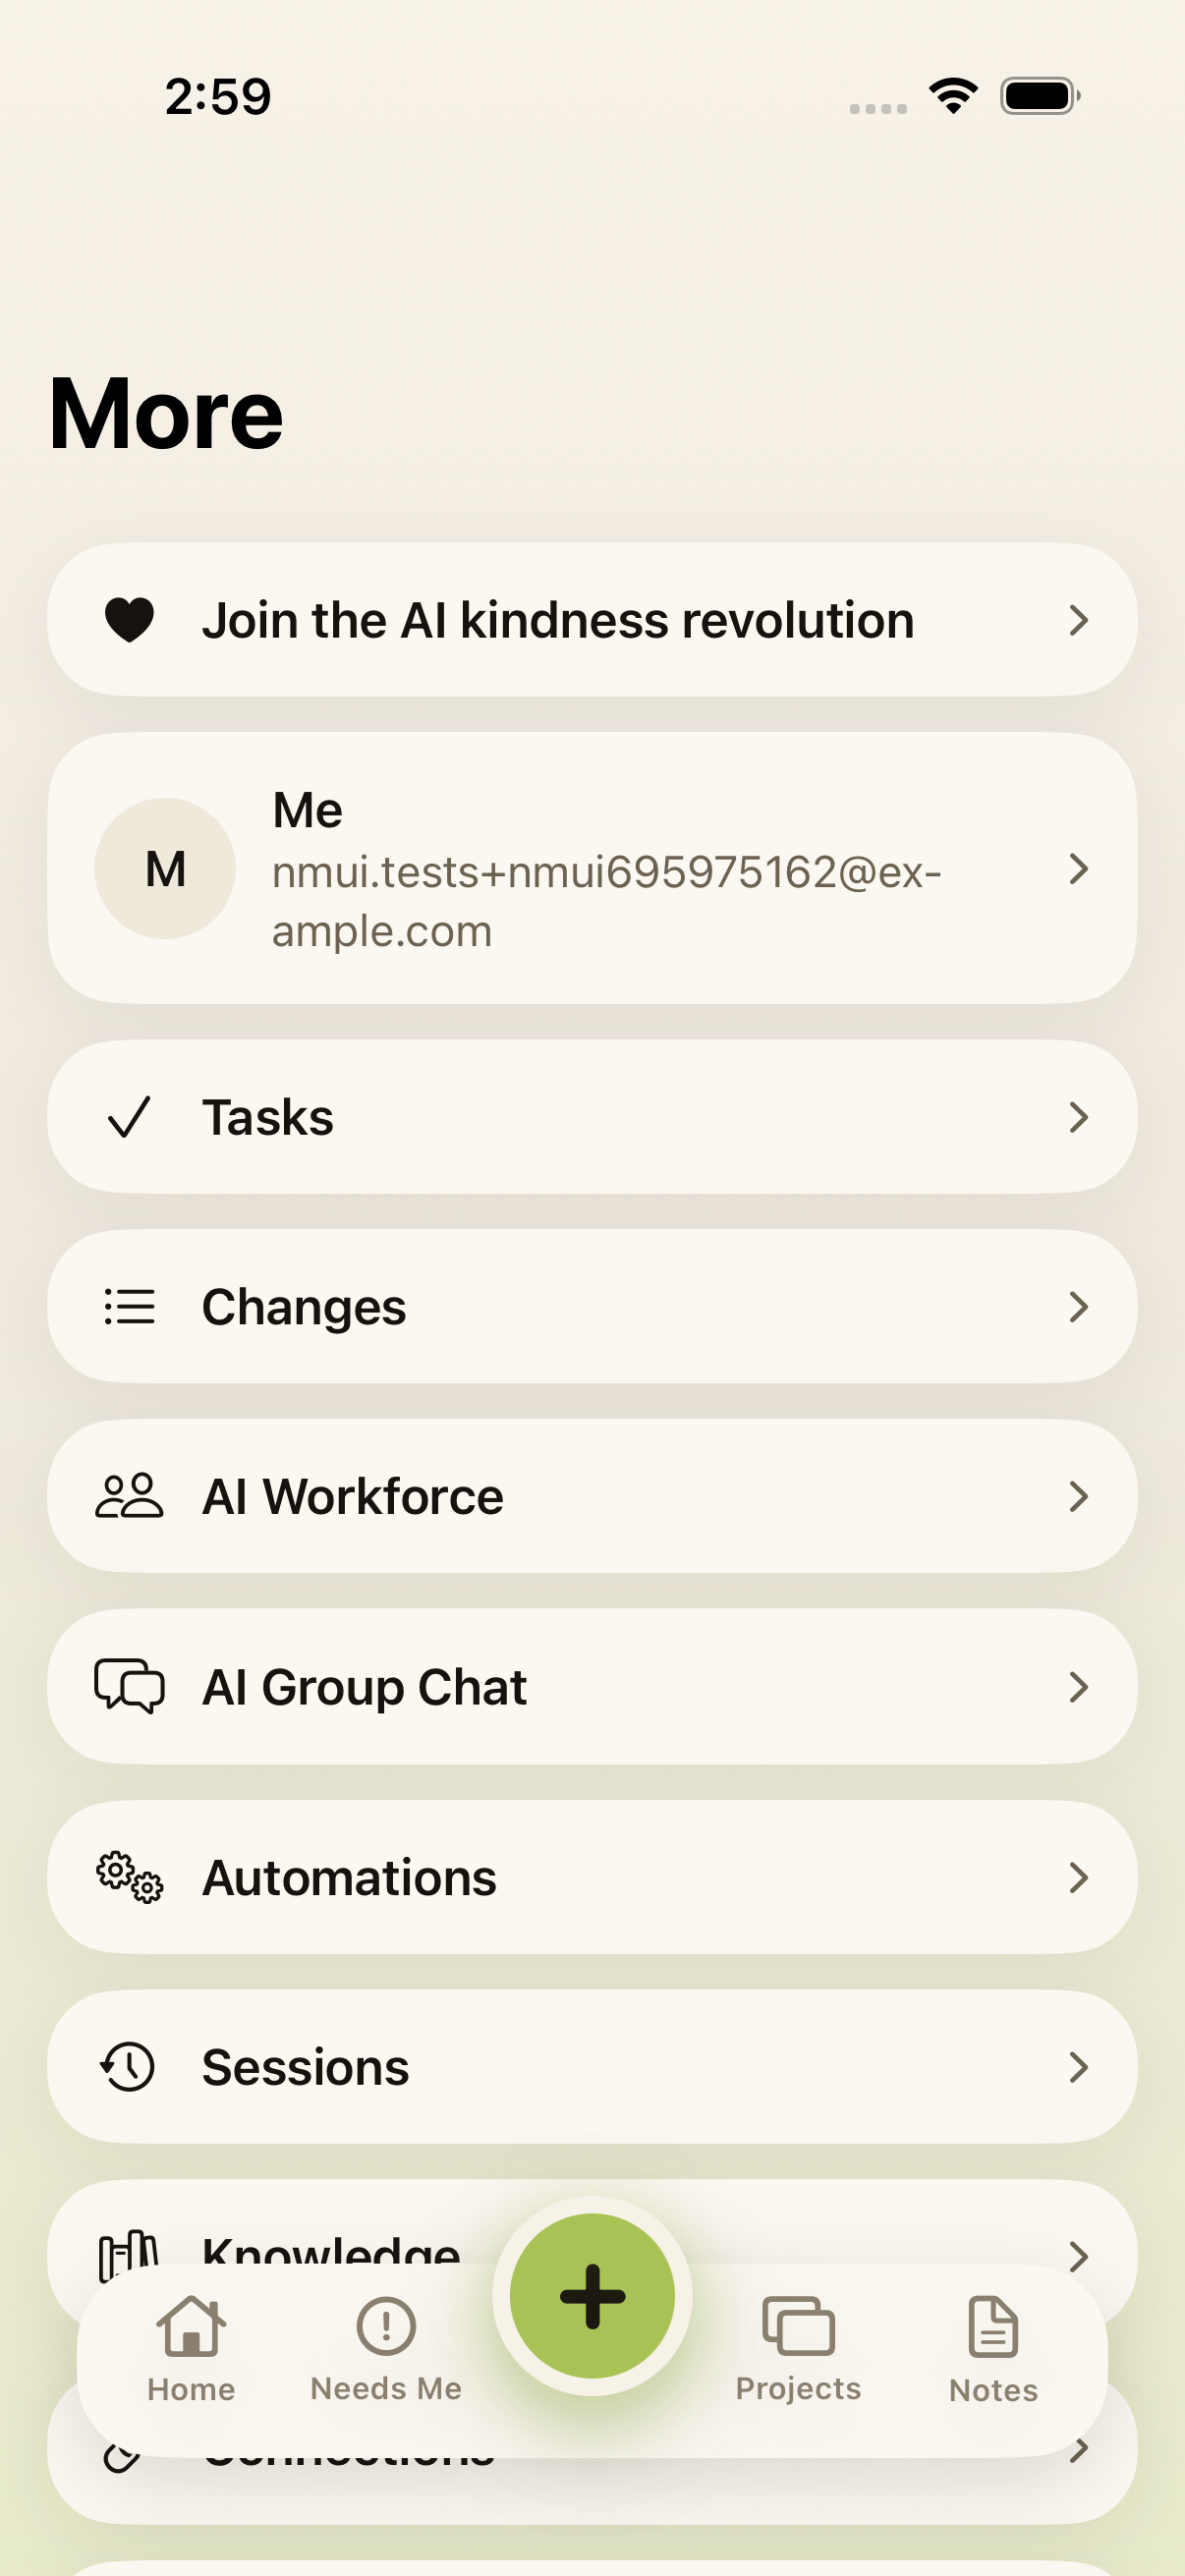 2:59
More
Join the AI kindness revolution
M
Me
nmui.tests+nmui695975162@ex-
ample.com
Tasks
Changes
AI Workforce
AI Group Chat
Automations
Sessions
Knowledge
Home
Needs Me
Projects
Notes
Connections